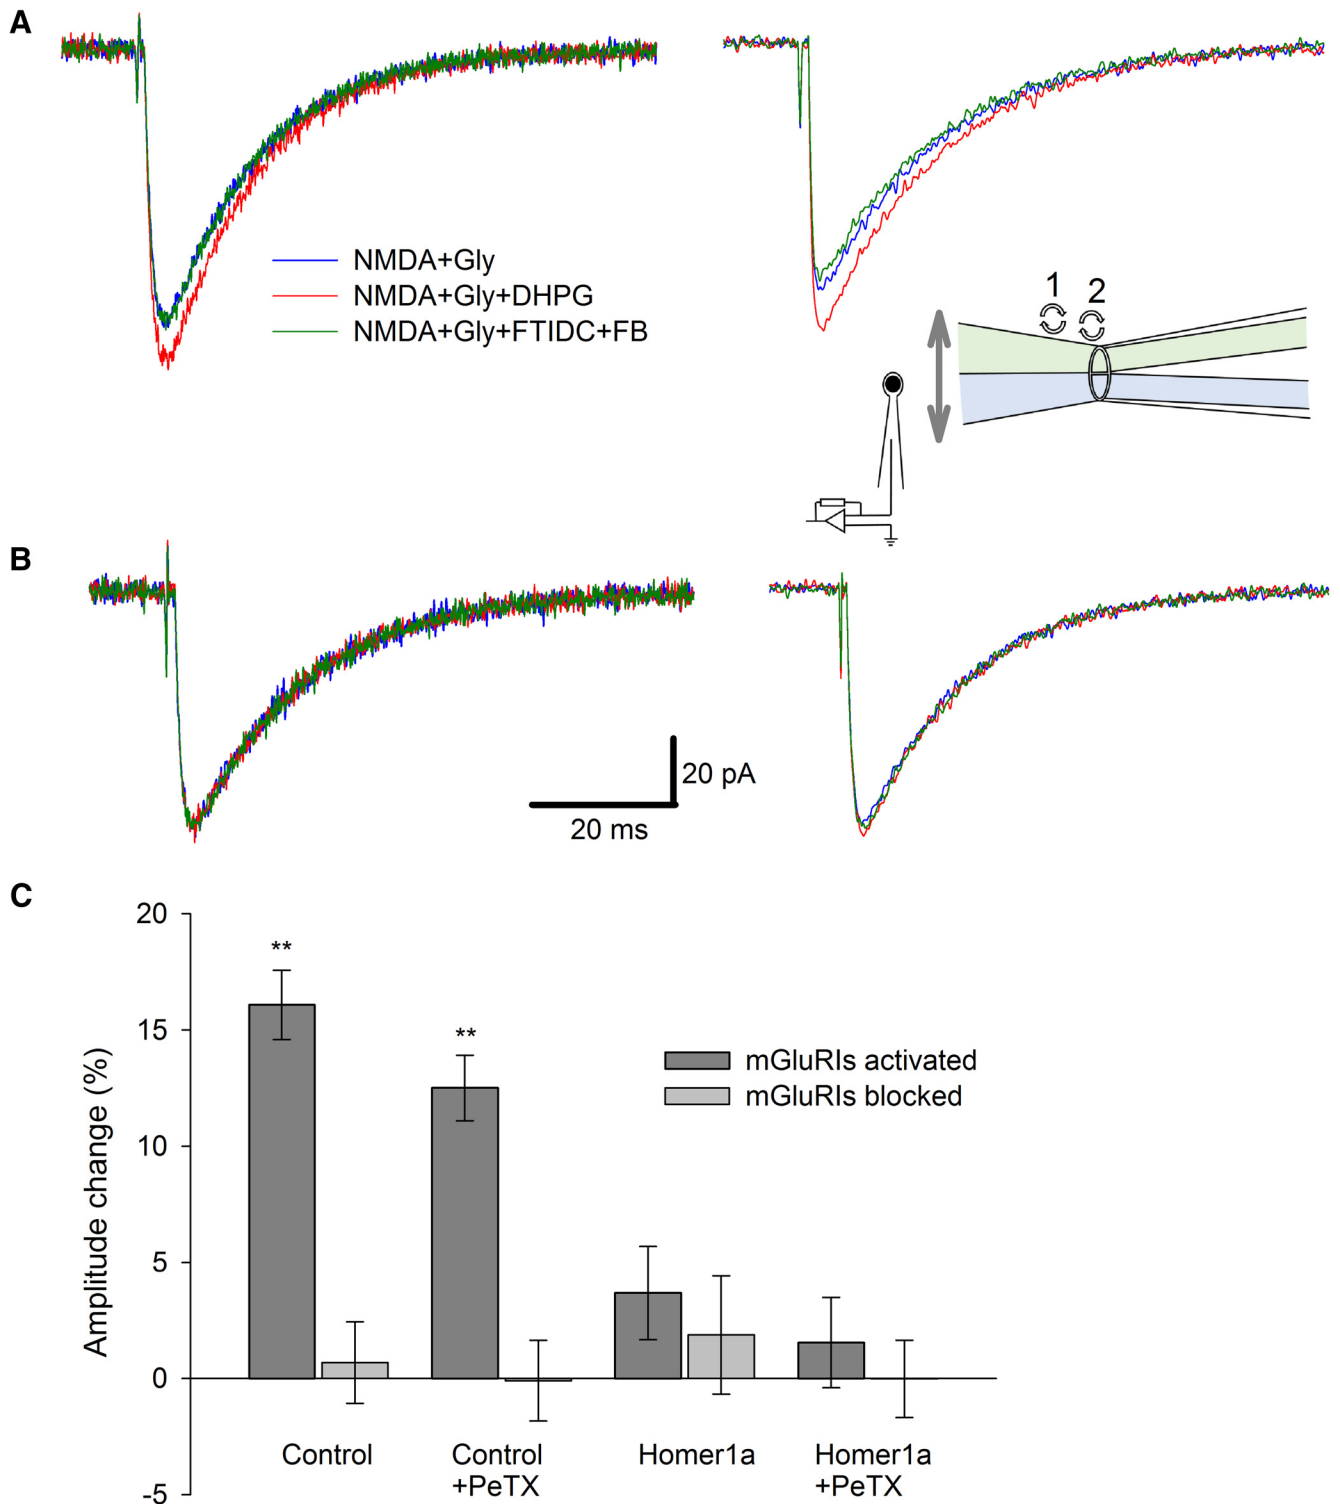 A
NMDA+Gly
NMDA+Gly+DHPG
NMDA+Gly+FTIDC+FB
1
2
B
20 pA
20 ms
C
20
15
10
5
0
-5
Amplitude change (%)
**
**
mGluRIs activated
mGluRIs blocked
Control
Control
+PeTX
Homer1a
Homer1a
+PeTX